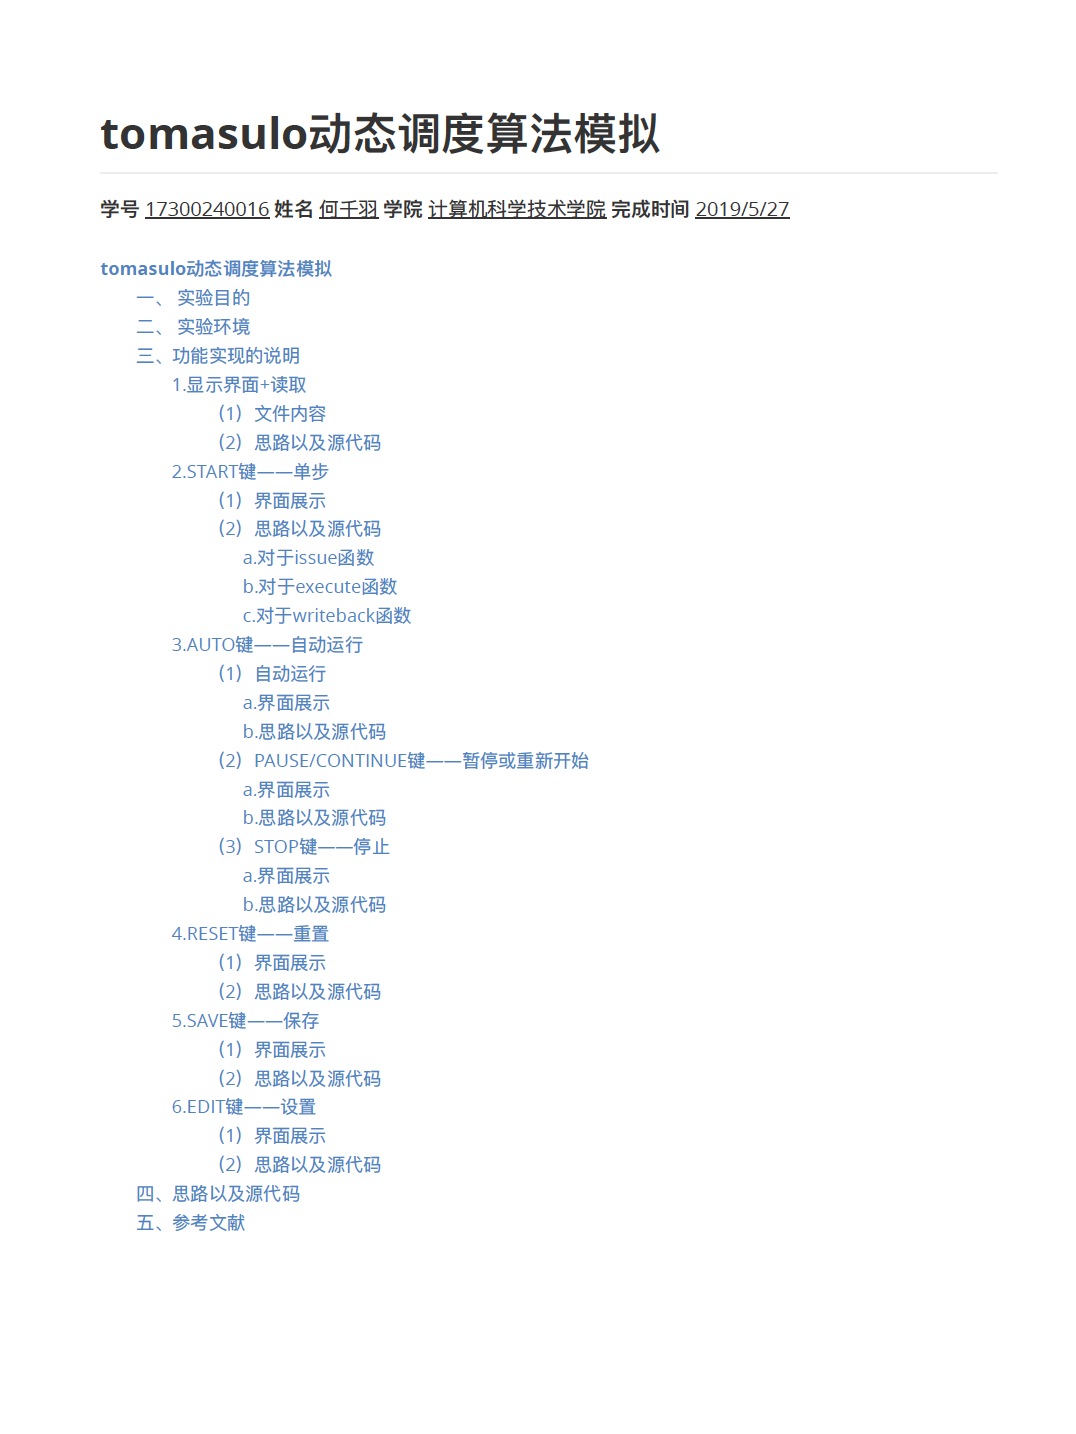 tomasulo动态调度算法模拟
学号 17300240016 姓名 何千羽 学院 计算机科学技术学院 完成时间 2019/5/27
tomasulo动态调度算法模拟
一、 实验目的
二、 实验环境
三、功能实现的说明
1.显示界面+读取
（1）文件内容
（2）思路以及源代码
2.START键——单步
（1）界面展示
（2）思路以及源代码
a.对于issue函数
b.对于execute函数
c.对于writeback函数
3.AUTO键——自动运行
（1）自动运行
a.界面展示
b.思路以及源代码
（2）PAUSE/CONTINUE键——暂停或重新开始
a.界面展示
b.思路以及源代码
（3）STOP键——停止
a.界面展示
b.思路以及源代码
4.RESET键——重置
（1）界面展示
（2）思路以及源代码
5.SAVE键——保存
（1）界面展示
（2）思路以及源代码
6.EDIT键——设置
（1）界面展示
（2）思路以及源代码
四、思路以及源代码
五、参考文献